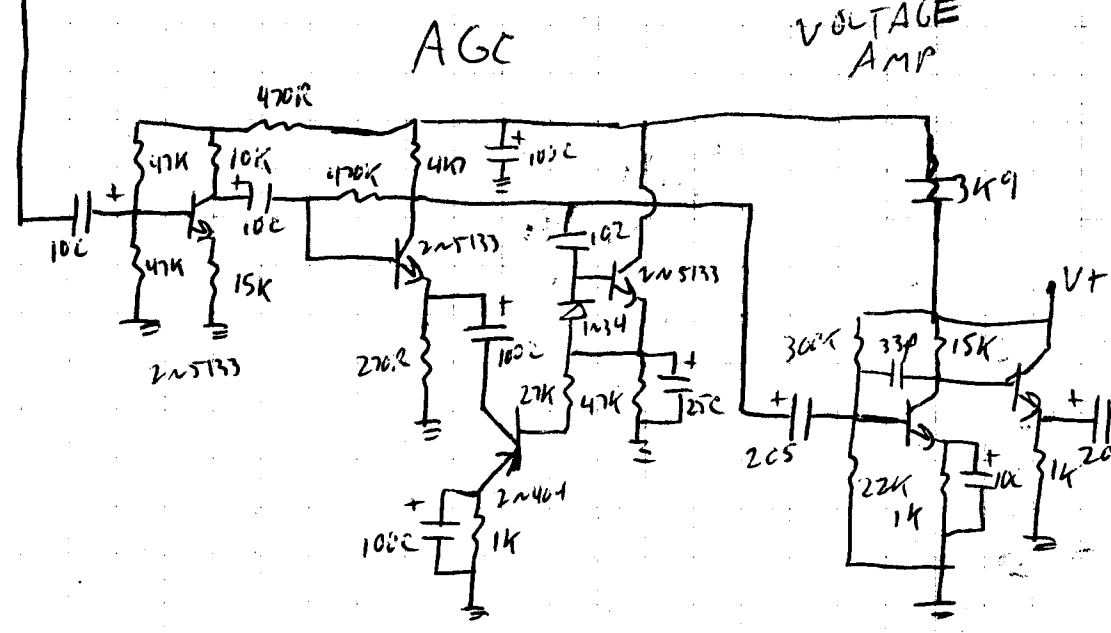 AGC
VOLTAGE
AMP
470R
47K
10K
+
470K
4K7
+
100C
3K9
+
10C
10C
2N5133
102
2N5133
V+
47K
15K
1N34
+
100C
300K
33P
15K
2N5133
270R
27K
47K
+
25C
+
2C5
+
22K
1K
+
10C
1K
2N404
+
100C
1K